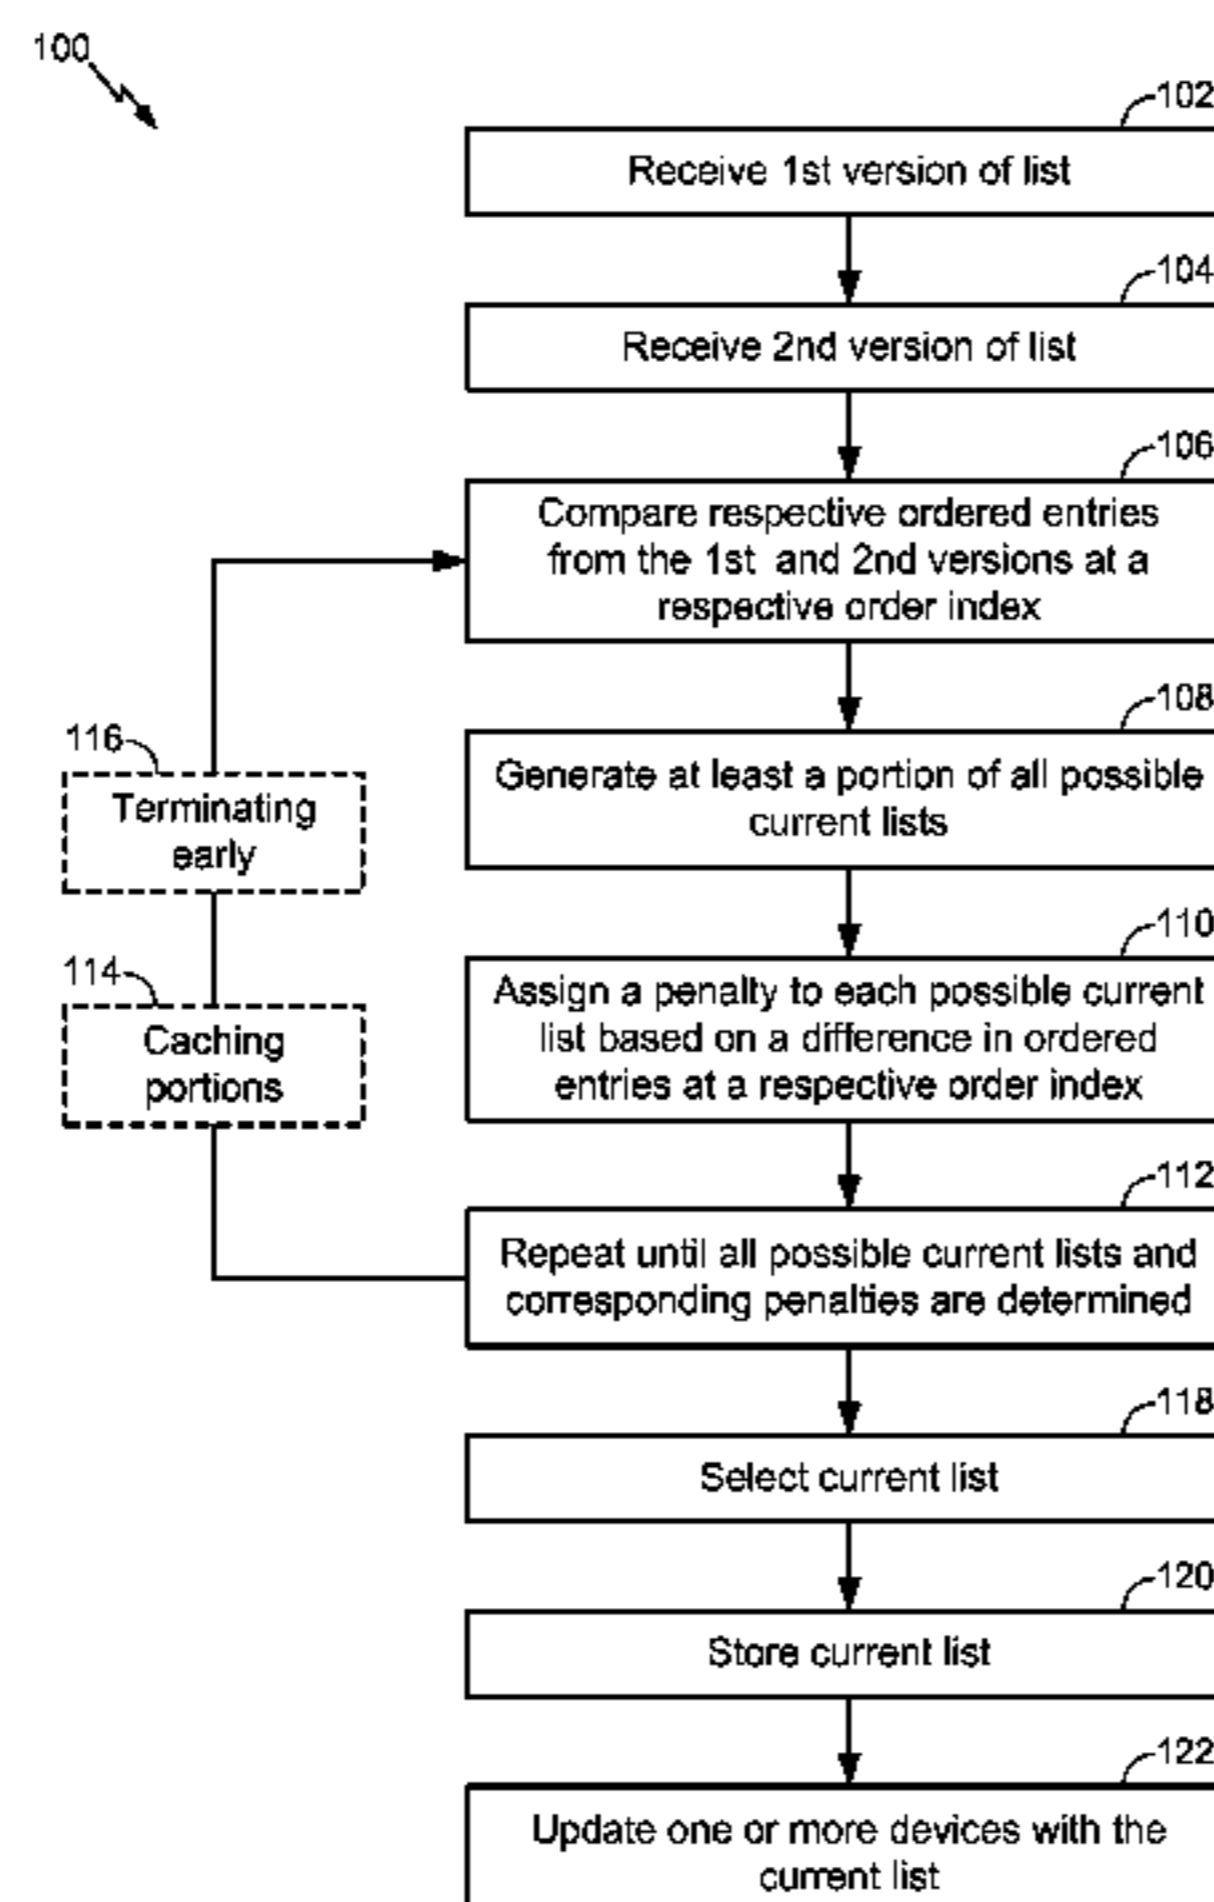 100
102
Receive 1st version of list
104
Receive 2nd version of list
106
Compare respective ordered entries
from the 1st and 2nd versions at a
respective order index
108
Generate at least a portion of all possible
current lists
116
Terminating
early
110
Assign a penalty to each possible current
list based on a difference in ordered
entries at a respective order index
114
Caching
portions
112
Repeat until all possible current lists and
corresponding penalties are determined
118
Select current list
120
Store current list
122
Update one or more devices with the
current list